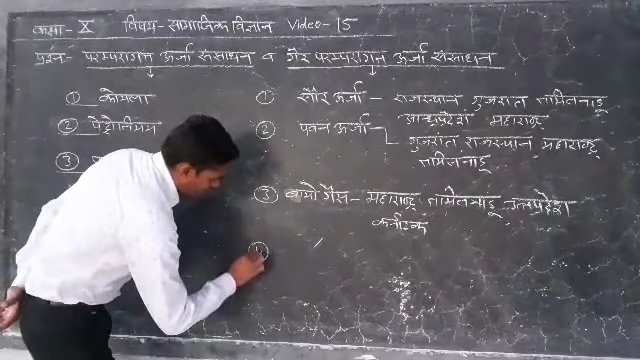 कक्षा- X विषय- सामाजिक विज्ञान Video - 15
प्रश्न- परम्परागत ऊर्जा संसाधन व गैर परम्परागत ऊर्जा संसाधन
① कोयला
② पेट्रोलियम
③
① सौर ऊर्जा – राजस्थान गुजरात तामिलनाडू
आन्ध्रप्रदेश महाराष्ट्र
② पवन ऊर्जा – गुजरात राजस्थान महाराष्ट्र
तामिलनाडू
③ बायो गैस – महाराष्ट्र तामिलनाडू उत्तरप्रदेश
कर्नाटक